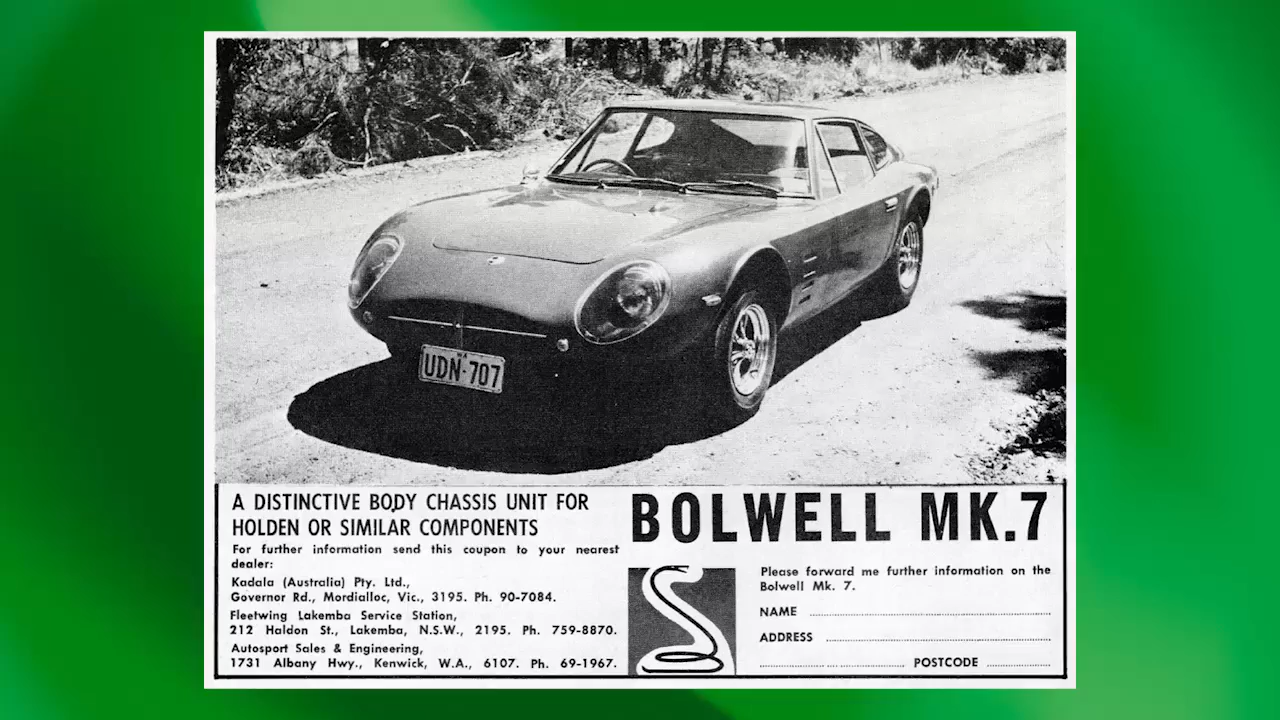 WA
UDN·707
A DISTINCTIVE BODY CHASSIS UNIT FOR
HOLDEN OR SIMILAR COMPONENTS
For further information send this coupon to your nearest
dealer:
Kadala (Australia) Pty. Ltd.,
Governor Rd., Mordialloc, Vic., 3195. Ph. 90-7084.
Fleetwing Lakemba Service Station,
212 Haldon St., Lakemba, N.S.W., 2195. Ph. 759-8870.
Autosport Sales & Engineering,
1731 Albany Hwy., Kenwick, W.A., 6107. Ph. 69-1967.
BOLWELL MK.7
Please forward me further information on the
Bolwell Mk. 7.
NAME
ADDRESS
POSTCODE